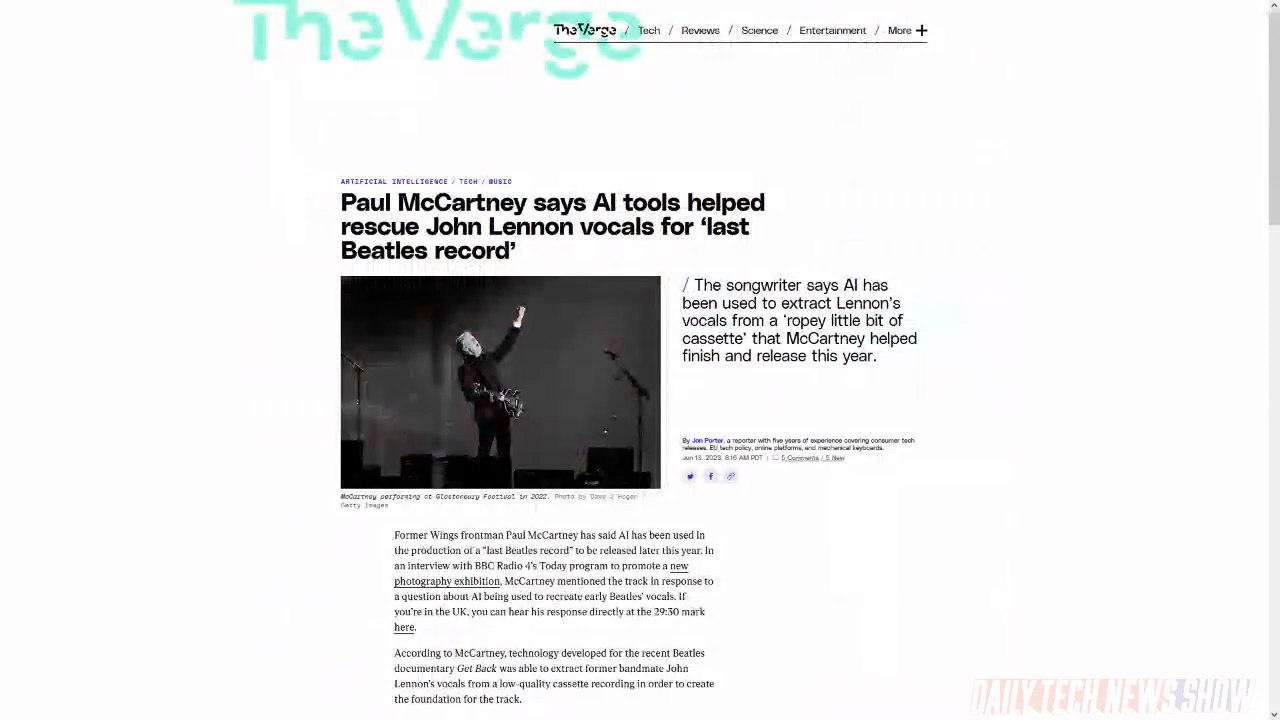 The Verge
The Verge / Tech / Reviews / Science / Entertainment / More +
ARTIFICIAL INTELLIGENCE / TECH / MUSIC
Paul McCartney says AI tools helped
rescue John Lennon vocals for ‘last
Beatles record’
/ The songwriter says AI has
been used to extract Lennon’s
vocals from a ‘ropey little bit of
cassette’ that McCartney helped
finish and release this year.
By Jon Porter, a reporter with five years of experience covering consumer tech
releases, EU tech policy, online platforms, and mechanical keyboards.
Jun 13, 2023, 8:16 AM PDT | 5 Comments / 5 New
McCartney performing at Glastonbury Festival in 2022. Photo by Dave J Hogan /
Getty Images
Former Wings frontman Paul McCartney has said AI has been used in
the production of a “last Beatles record” to be released later this year. In
an interview with BBC Radio 4’s Today program to promote a new
photography exhibition, McCartney mentioned the track in response to
a question about AI being used to recreate early Beatles’ vocals. If
you’re in the UK, you can hear his response directly at the 29:30 mark
here.
According to McCartney, technology developed for the recent Beatles
documentary Get Back was able to extract former bandmate John
Lennon’s vocals from a low-quality cassette recording in order to create
the foundation for the track.
DAILY TECH NEWS SHOW